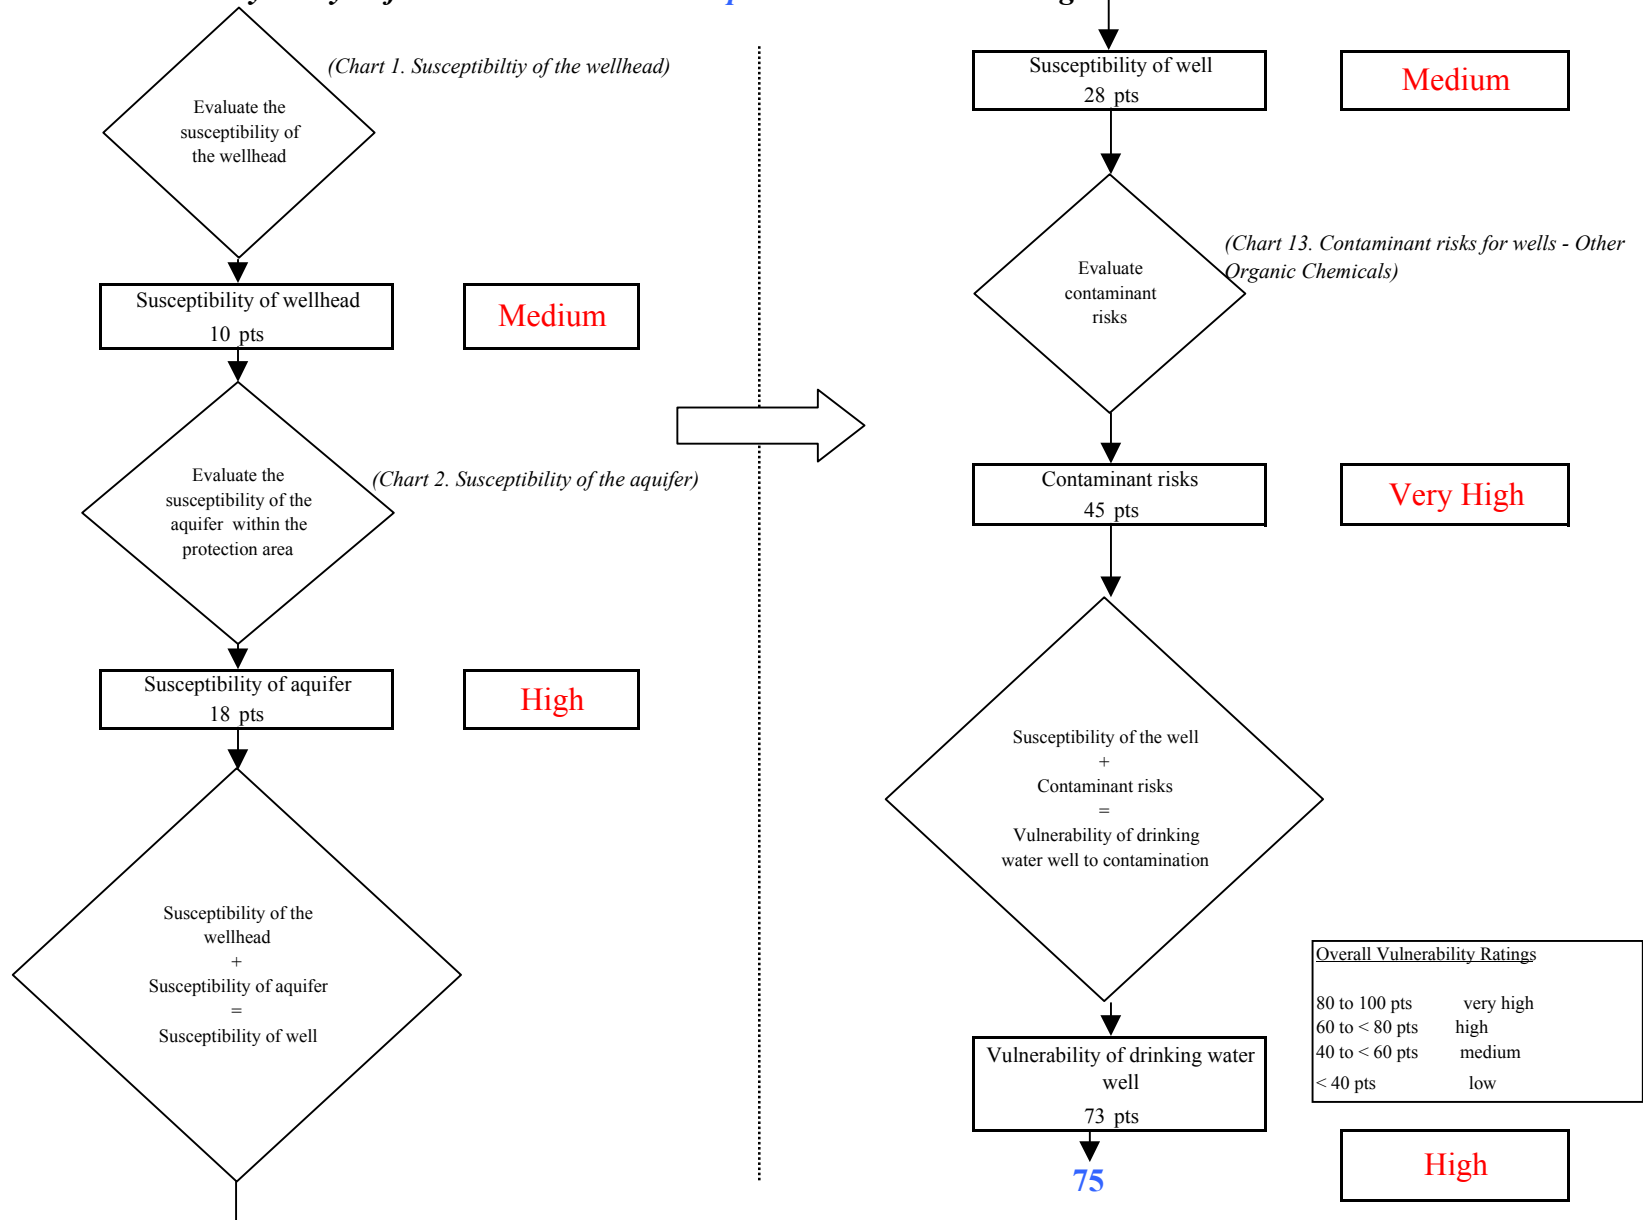 (Chart 1. Susceptibiltiy of the wellhead)
Evaluate the
susceptibility of
the wellhead
Susceptibility of wellhead
10 pts
Medium
Evaluate the
susceptibility of the
aquifer within the
protection area
(Chart 2. Susceptibility of the aquifer)
Susceptibility of aquifer
18 pts
High
Susceptibility of the
wellhead
+
Susceptibility of aquifer
=
Susceptibility of well
Susceptibility of well
28 pts
Medium
Evaluate
contaminant
risks
(Chart 13. Contaminant risks for wells - Other
Organic Chemicals)
Contaminant risks
45 pts
Very High
Susceptibility of the well
+
Contaminant risks
=
Vulnerability of drinking
water well to contamination
Overall Vulnerability Ratings
80 to 100 pts very high
60 to < 80 pts high
40 to < 60 pts medium
< 40 pts low
Vulnerability of drinking water
well
73 pts
75
High